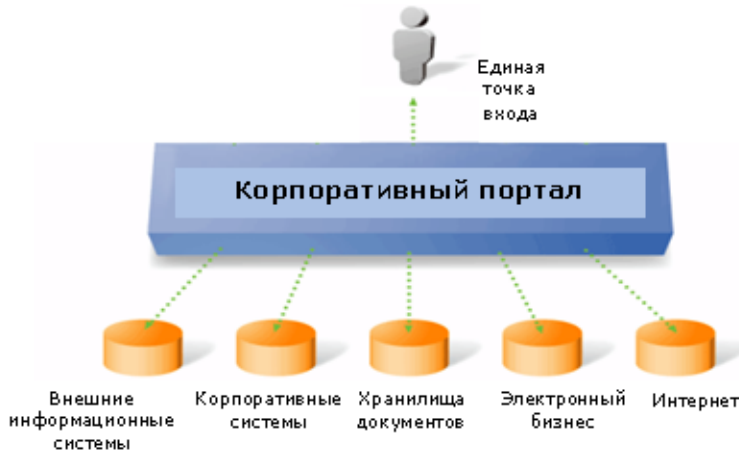 Единая
точка
входа
Корпоративный портал
Внешние
информационные
системы
Корпоративные
системы
Хранилища
документов
Электронный
бизнес
Интернет